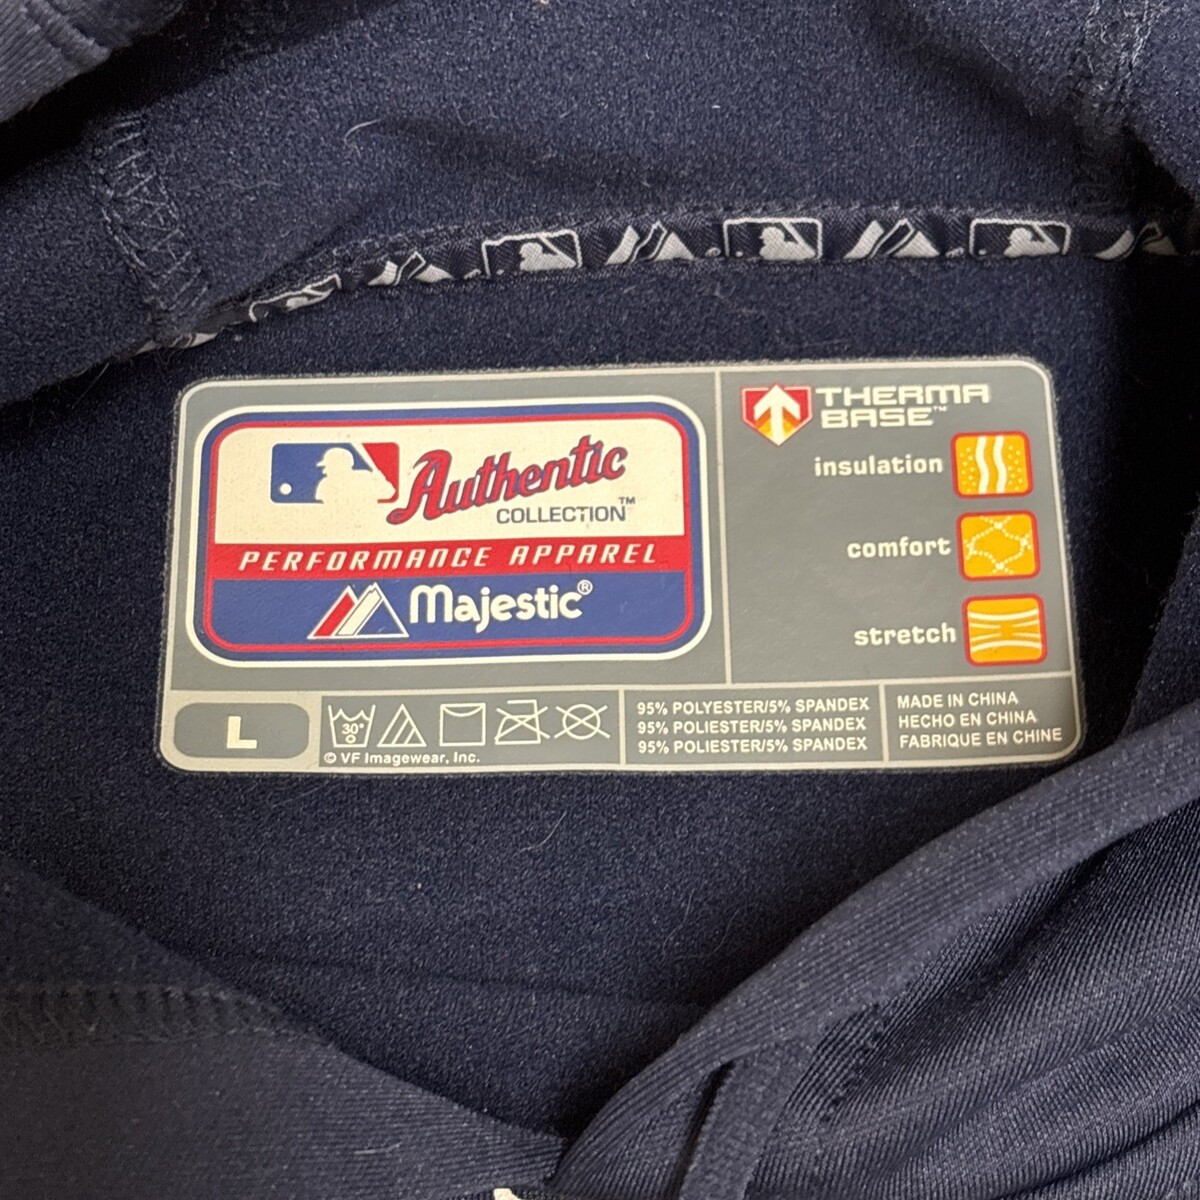 Authentic
COLLECTION™
PERFORMANCE APPAREL
Majestic®
THERMA
BASE™
insulation
comfort
stretch
L
30°
© VF Imagewear, Inc.
95% POLYESTER/5% SPANDEX
95% POLIESTER/5% SPANDEX
95% POLIESTER/5% SPANDEX
MADE IN CHINA
HECHO EN CHINA
FABRIQUE EN CHINE